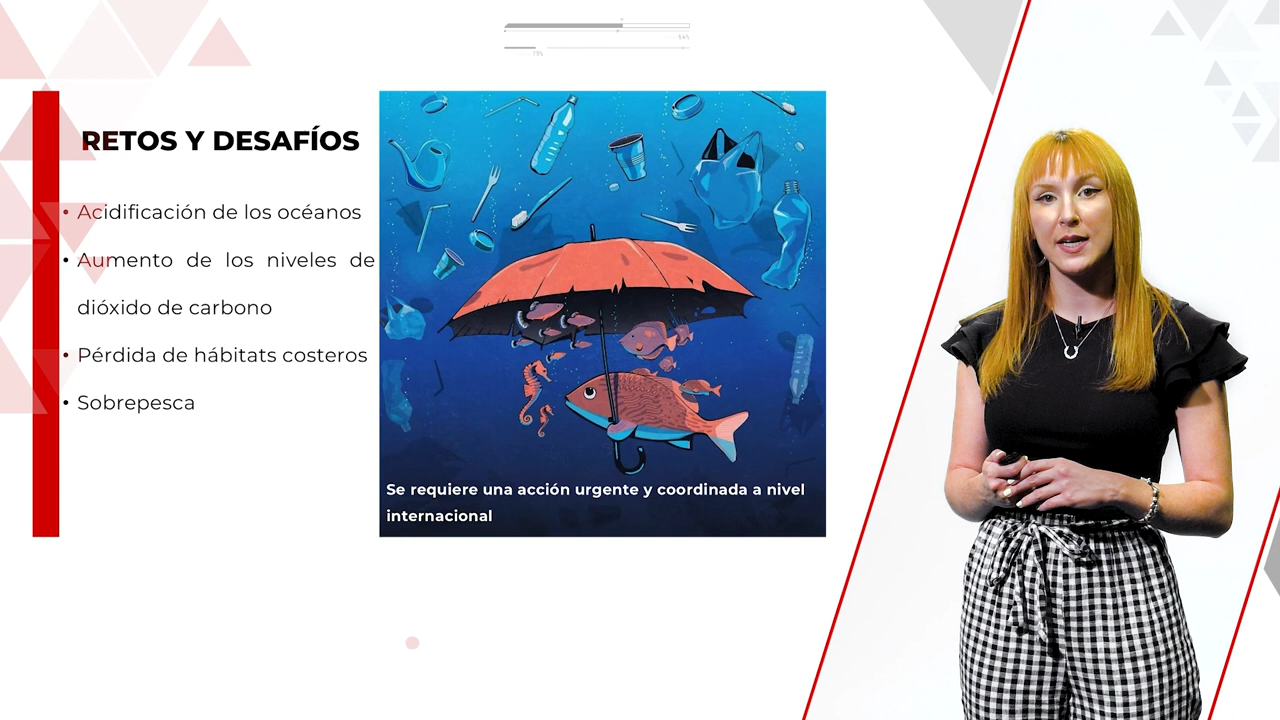 RETOS Y DESAFÍOS
• Acidificación de los océanos
• Aumento de los niveles de
dióxido de carbono
• Pérdida de hábitats costeros
• Sobrepesca
Se requiere una acción urgente y coordinada a nivel
internacional